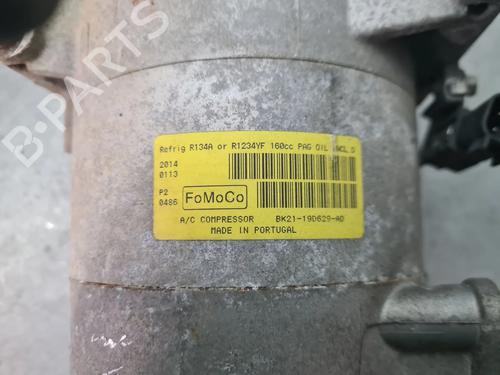 B-PARTS
Refrig R134A or R1234YF 160cc PAG OIL INCL D
2014
0113
P2
0486
FoMoCo
A/C COMPRESSOR BK21-19D629-AD
MADE IN PORTUGAL